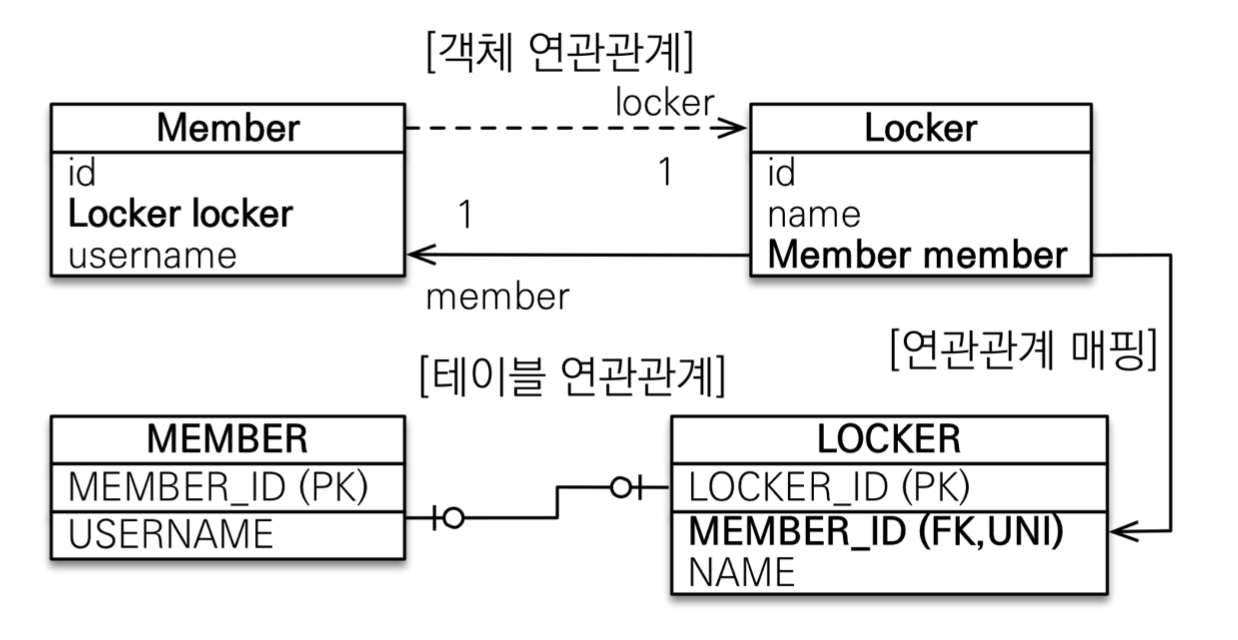 [객체 연관관계]
locker
Member
id
Locker locker
username
1
1
member
Locker
id
name
Member member
[연관관계 매핑]
[테이블 연관관계]
MEMBER
MEMBER_ID (PK)
USERNAME
LOCKER
LOCKER_ID (PK)
MEMBER_ID (FK,UNI)
NAME